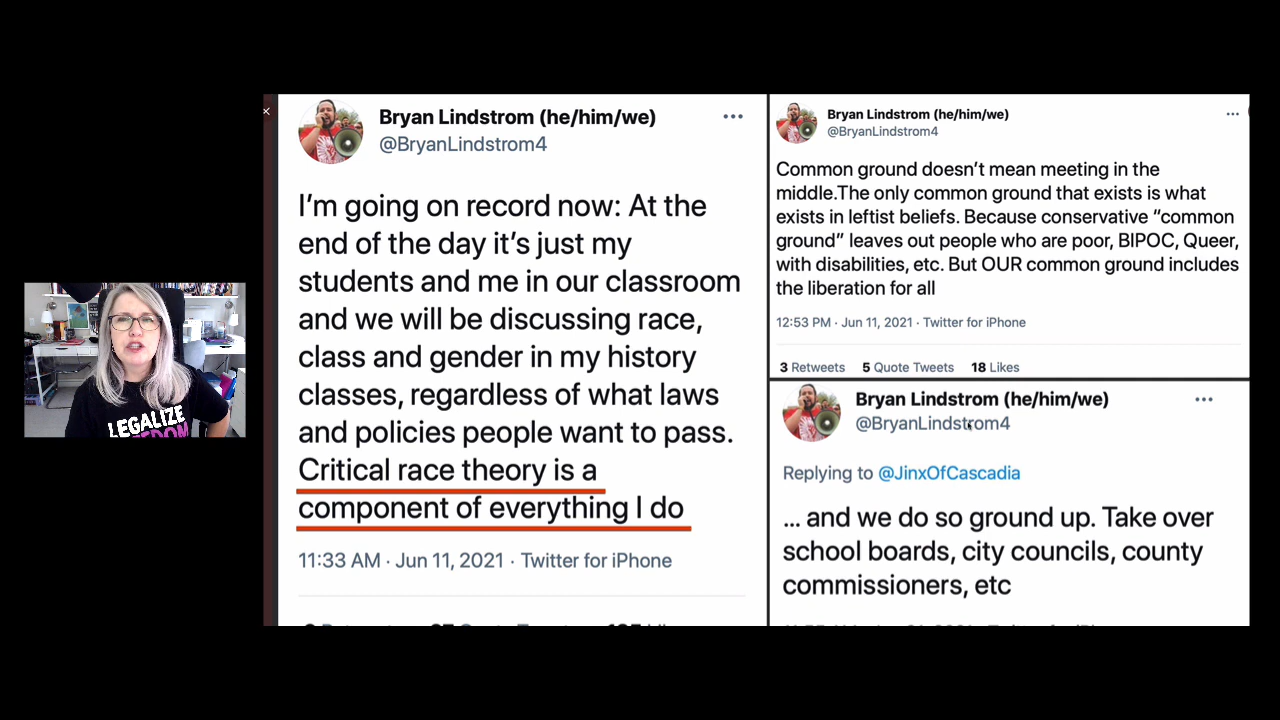 LEGALIZE
×
Bryan Lindstrom (he/him/we)
@BryanLindstrom4
I'm going on record now: At the
end of the day it's just my
students and me in our classroom
and we will be discussing race,
class and gender in my history
classes, regardless of what laws
and policies people want to pass.
Critical race theory is a
component of everything I do
11:33 AM · Jun 11, 2021 · Twitter for iPhone
Bryan Lindstrom (he/him/we)
@BryanLindstrom4
Common ground doesn't mean meeting in the
middle.The only common ground that exists is what
exists in leftist beliefs. Because conservative "common
ground" leaves out people who are poor, BIPOC, Queer,
with disabilities, etc. But OUR common ground includes
the liberation for all
12:53 PM · Jun 11, 2021 · Twitter for iPhone
3 Retweets 5 Quote Tweets 18 Likes
Bryan Lindstrom (he/him/we)
@BryanLindstrom4
Replying to @JinxOfCascadia
... and we do so ground up. Take over
school boards, city councils, county
commissioners, etc